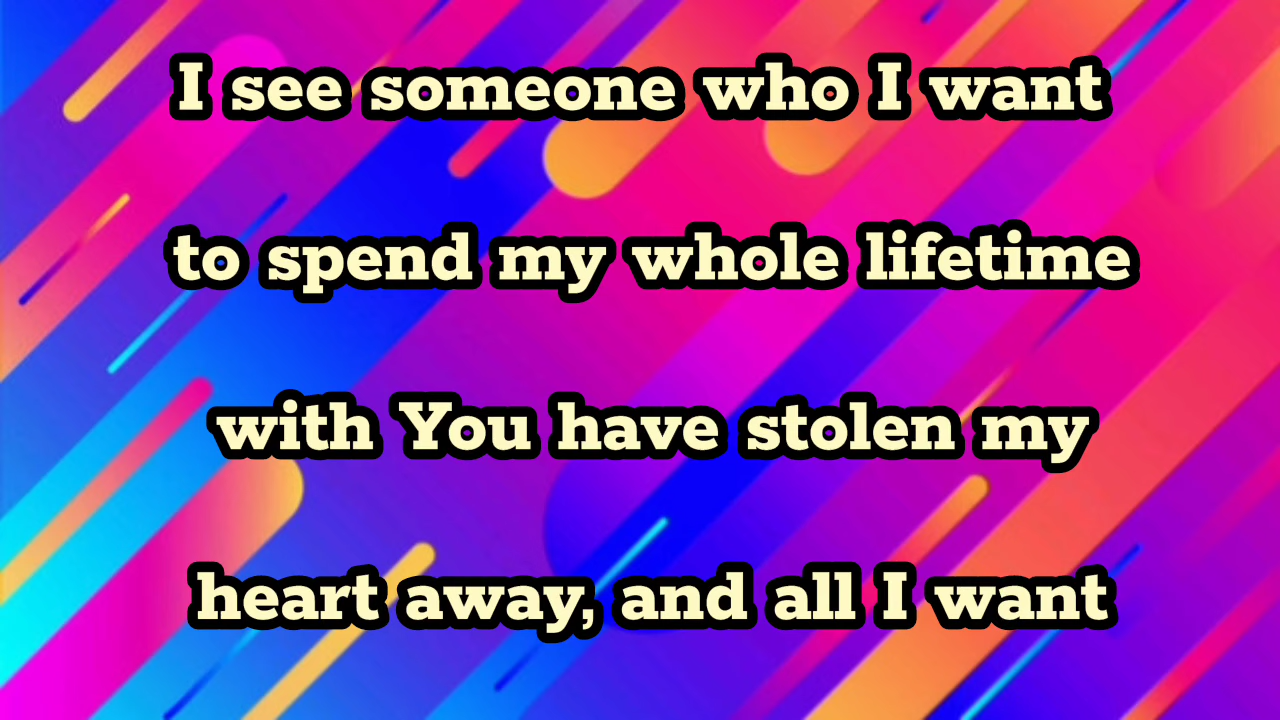 I see someone who I want
to spend my whole lifetime
with You have stolen my
heart away, and all I want